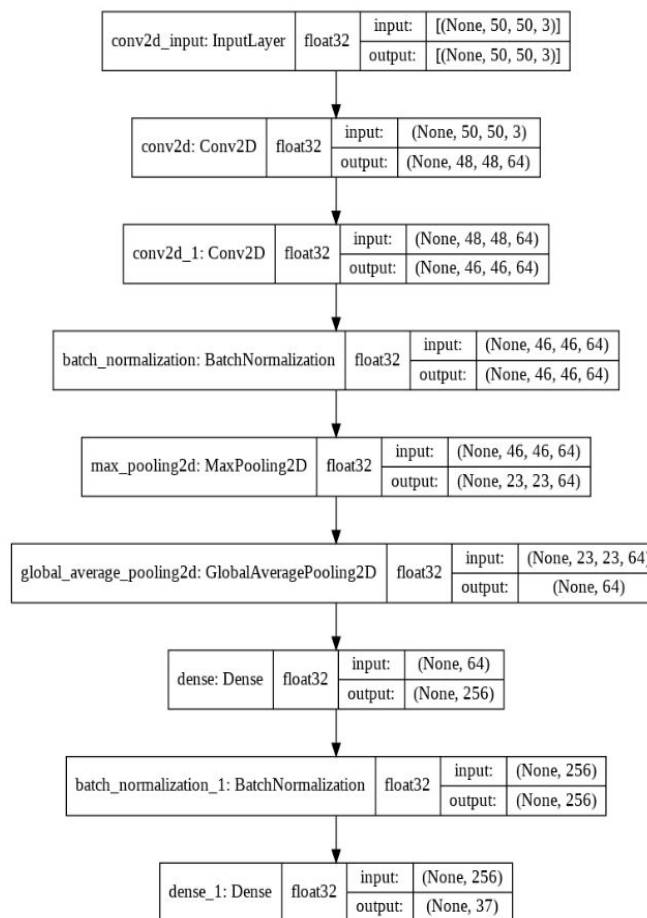 conv2d_input: InputLayer float32 input: [(None, 50, 50, 3)]
output: [(None, 50, 50, 3)]
conv2d: Conv2D float32 input: (None, 50, 50, 3)
output: (None, 48, 48, 64)
conv2d_1: Conv2D float32 input: (None, 48, 48, 64)
output: (None, 46, 46, 64)
batch_normalization: BatchNormalization float32 input: (None, 46, 46, 64)
output: (None, 46, 46, 64)
max_pooling2d: MaxPooling2D float32 input: (None, 46, 46, 64)
output: (None, 23, 23, 64)
global_average_pooling2d: GlobalAveragePooling2D float32 input: (None, 23, 23, 64)
output: (None, 64)
dense: Dense float32 input: (None, 64)
output: (None, 256)
batch_normalization_1: BatchNormalization float32 input: (None, 256)
output: (None, 256)
dense_1: Dense float32 input: (None, 256)
output: (None, 37)